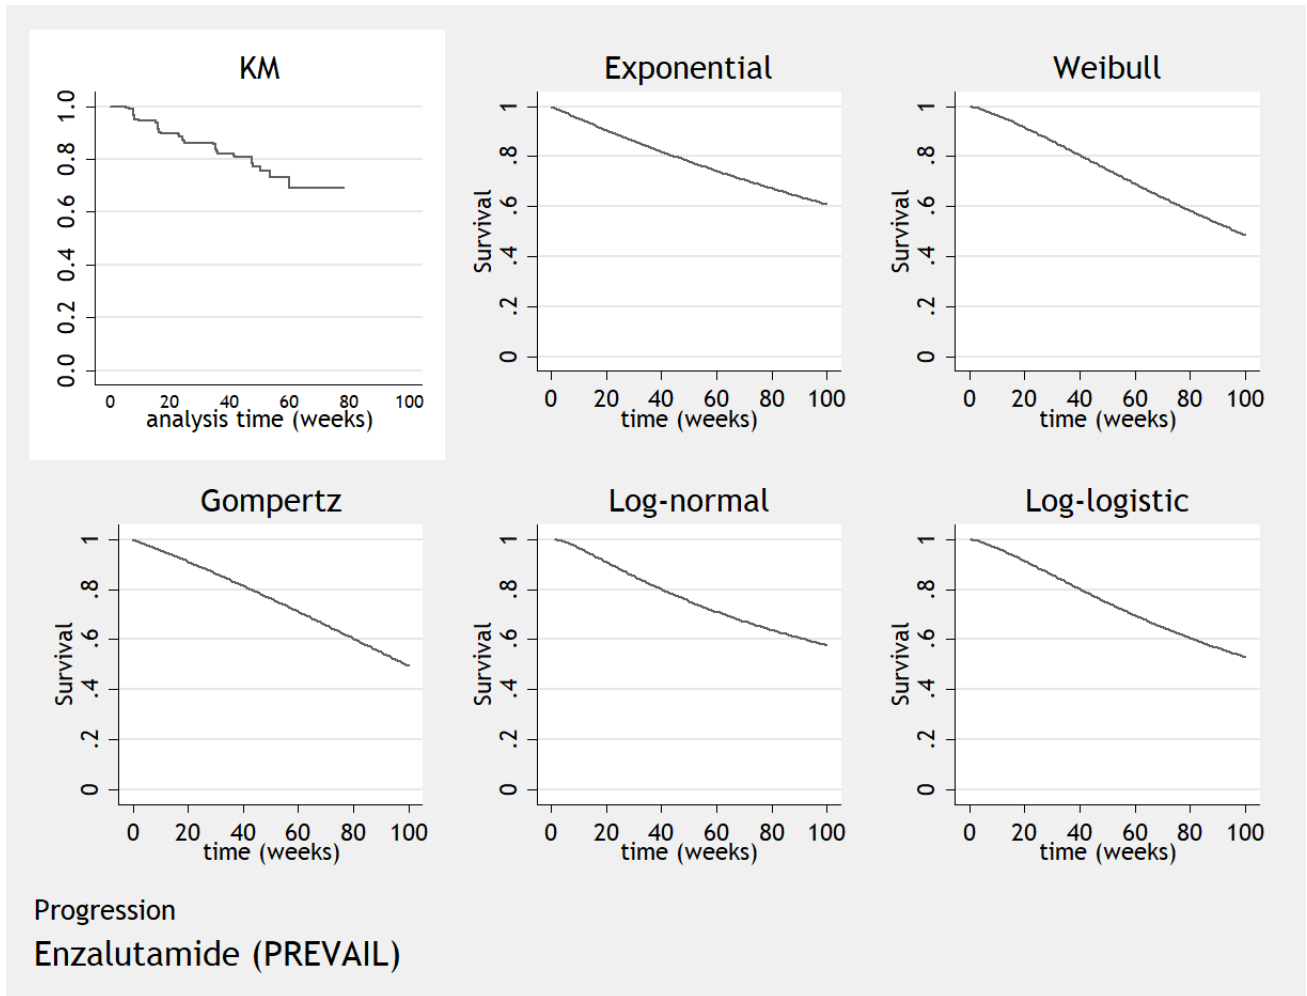 KM
1.0
0.8
0.6
0.4
0.2
0.0
0 20 40 60 80 100
analysis time (weeks)
Exponential
Survival
1
.8
.6
.4
.2
0
0 20 40 60 80 100
time (weeks)
Weibull
Survival
1
.8
.6
.4
.2
0
0 20 40 60 80 100
time (weeks)
Gompertz
Survival
1
.8
.6
.4
.2
0
0 20 40 60 80 100
time (weeks)
Log-normal
Survival
1
.8
.6
.4
.2
0
0 20 40 60 80 100
time (weeks)
Log-logistic
Survival
1
.8
.6
.4
.2
0
0 20 40 60 80 100
time (weeks)
Progression
Enzalutamide (PREVAIL)